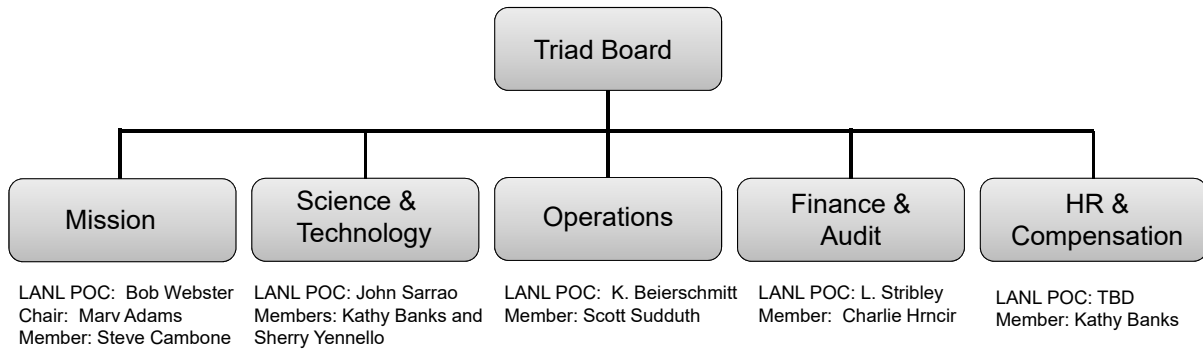 Triad Board
Mission
Science &
Technology
Operations
Finance &
Audit
HR &
Compensation
LANL POC:  Bob Webster
Chair:  Marv Adams
Member: Steve Cambone
LANL POC: John Sarrao
Members: Kathy Banks and
Sherry Yennello
LANL POC:  K. Beierschmitt
Member: Scott Sudduth
LANL POC: L. Stribley
Member:  Charlie Hrncir
LANL POC: TBD
Member: Kathy Banks